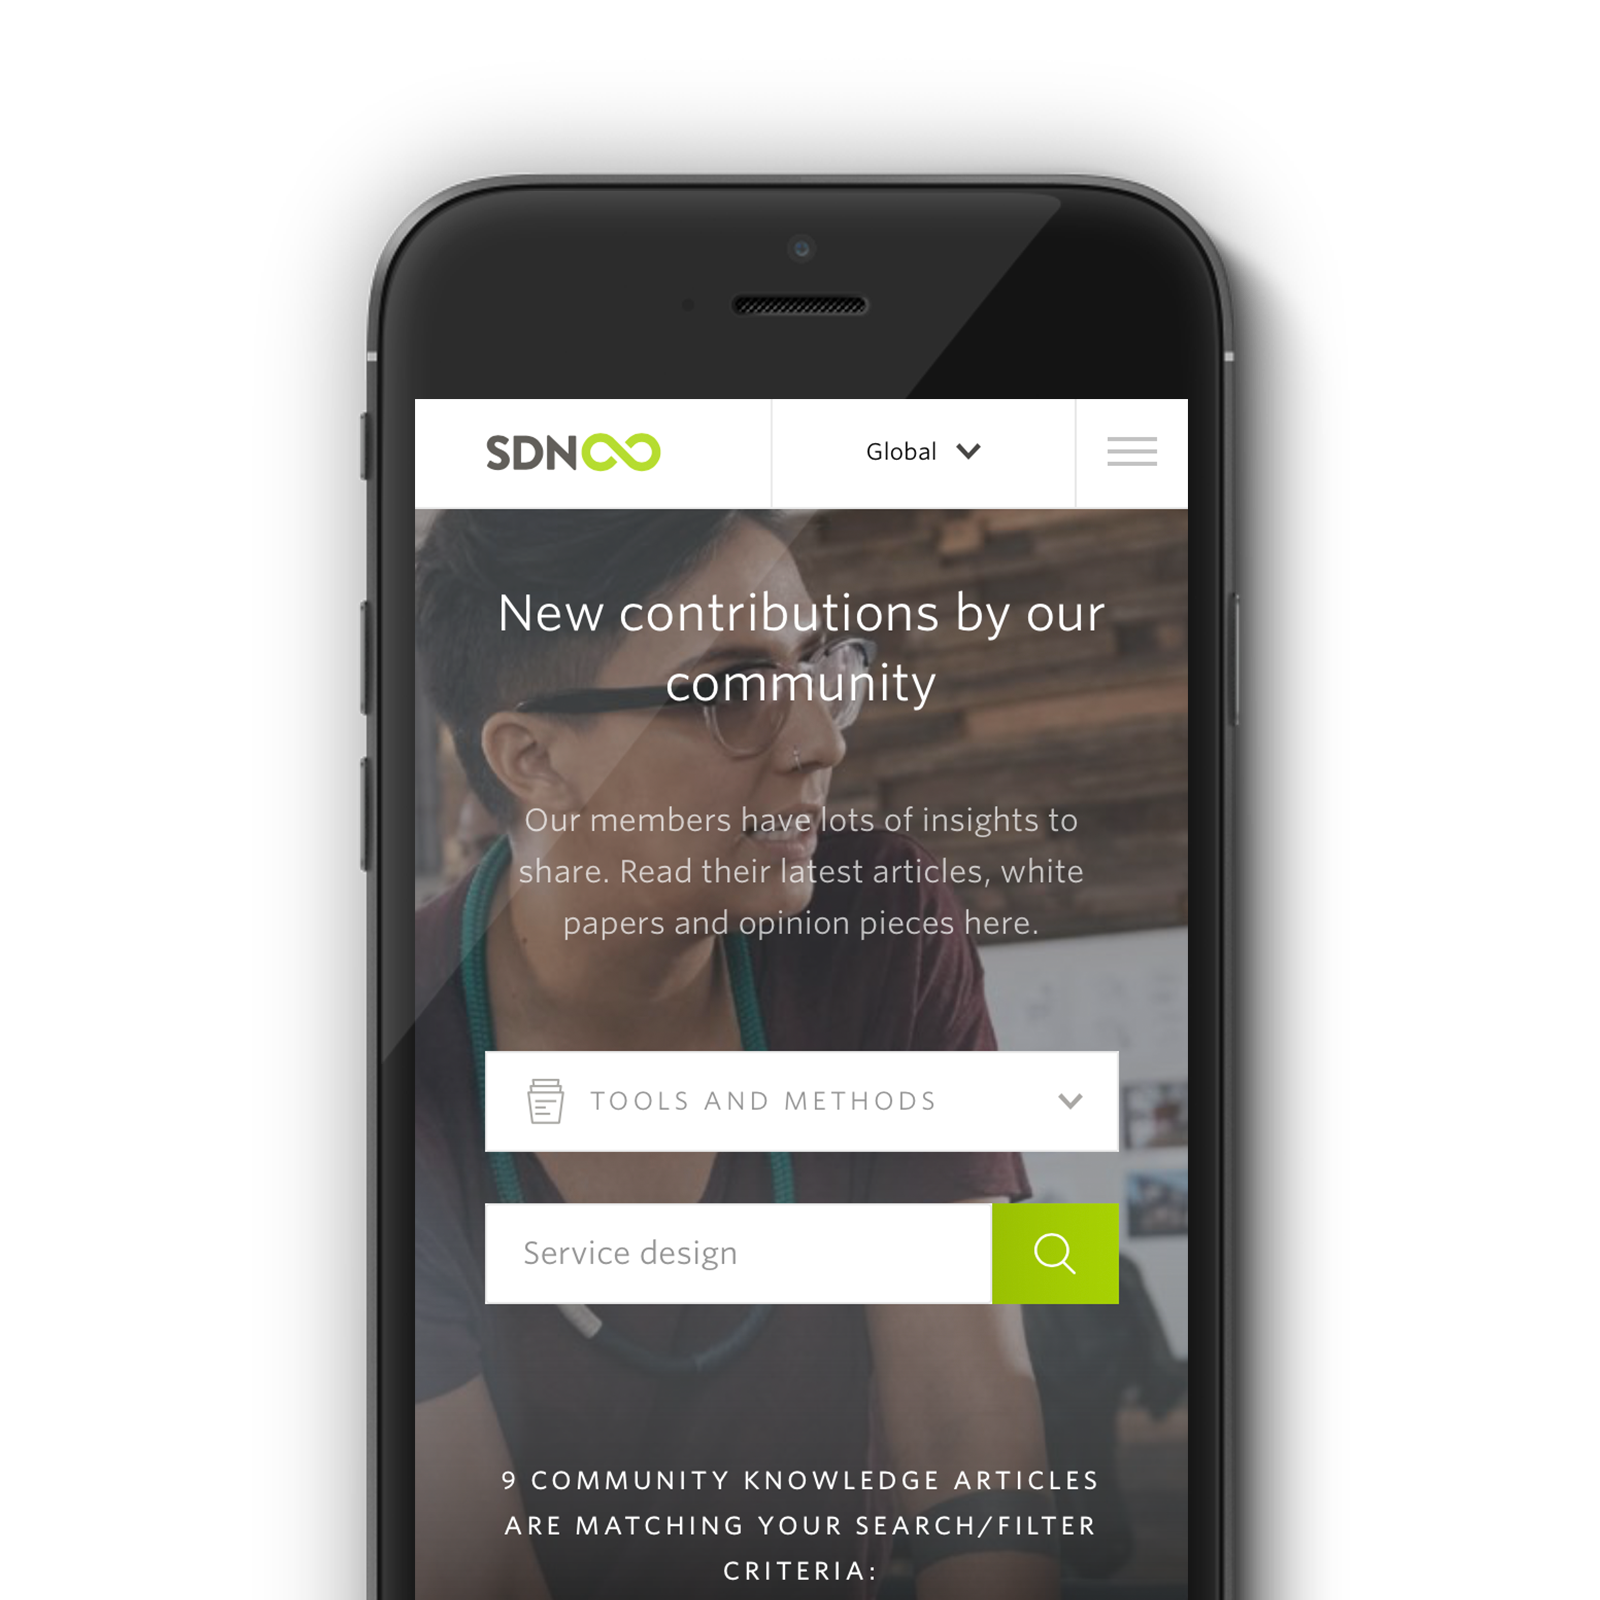 SDN
Global
New contributions by our
community
Our members have lots of insights to
share. Read their latest articles, white
papers and opinion pieces here.
TOOLS AND METHODS
Service design
9 COMMUNITY KNOWLEDGE ARTICLES
ARE MATCHING YOUR SEARCH/FILTER
CRITERIA: